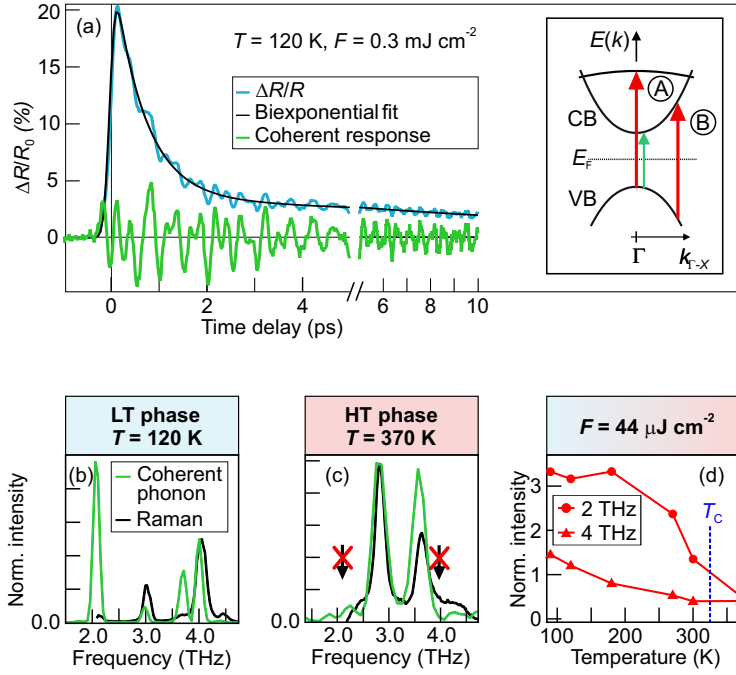 (a)
T = 120 K, F = 0.3 mJ cm⁻²
ΔR/R
Biexponential fit
Coherent response
ΔR/R₀ (%)
20
15
10
5
0
0
2
4
6
8
10
Time delay (ps)
E(k)
A
B
CB
E_F
VB
Γ
k_Γ-X
LT phase
T = 120 K
(b)
Coherent
phonon
Raman
Norm. intensity
0.0
2.0
3.0
4.0
Frequency (THz)
HT phase
T = 370 K
(c)
0.0
2.0
3.0
4.0
Frequency (THz)
F = 44 μJ cm⁻²
(d)
2 THz
4 THz
T_C
Norm. intensity
3
2
1
0
100
200
300
Temperature (K)